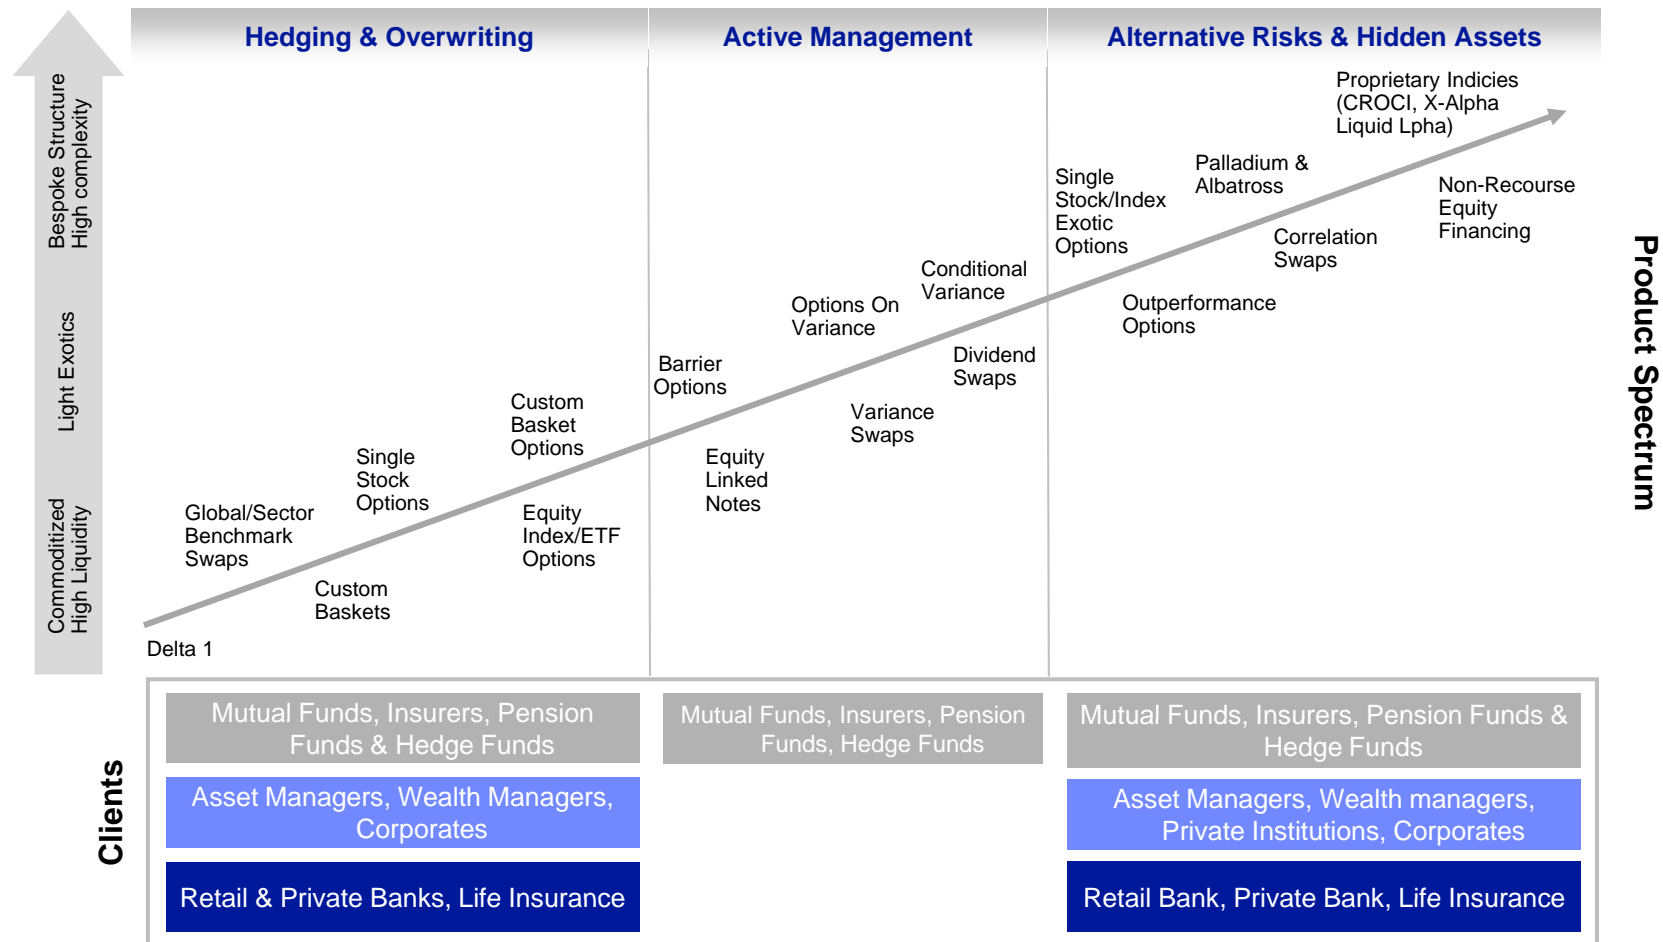 Hedging & Overwriting
Active Management
Alternative Risks & Hidden Assets
Bespoke Structure
High complexity
Light Exotics
Commoditized
High Liquidity
Proprietary Indicies
(CROCI, X-Alpha
Liquid Lpha)
Palladium &
Albatross
Single
Stock/Index
Exotic
Options
Non-Recourse
Equity
Financing
Correlation
Swaps
Outperformance
Options
Conditional
Variance
Options On
Variance
Dividend
Swaps
Barrier
Options
Variance
Swaps
Equity
Linked
Notes
Custom
Basket
Options
Single
Stock
Options
Equity
Index/ETF
Options
Global/Sector
Benchmark
Swaps
Custom
Baskets
Delta 1
Product Spectrum
Clients
Mutual Funds, Insurers, Pension
Funds & Hedge Funds
Asset Managers, Wealth Managers,
Corporates
Retail & Private Banks, Life Insurance
Mutual Funds, Insurers, Pension
Funds, Hedge Funds
Mutual Funds, Insurers, Pension Funds &
Hedge Funds
Asset Managers, Wealth managers,
Private Institutions, Corporates
Retail Bank, Private Bank, Life Insurance